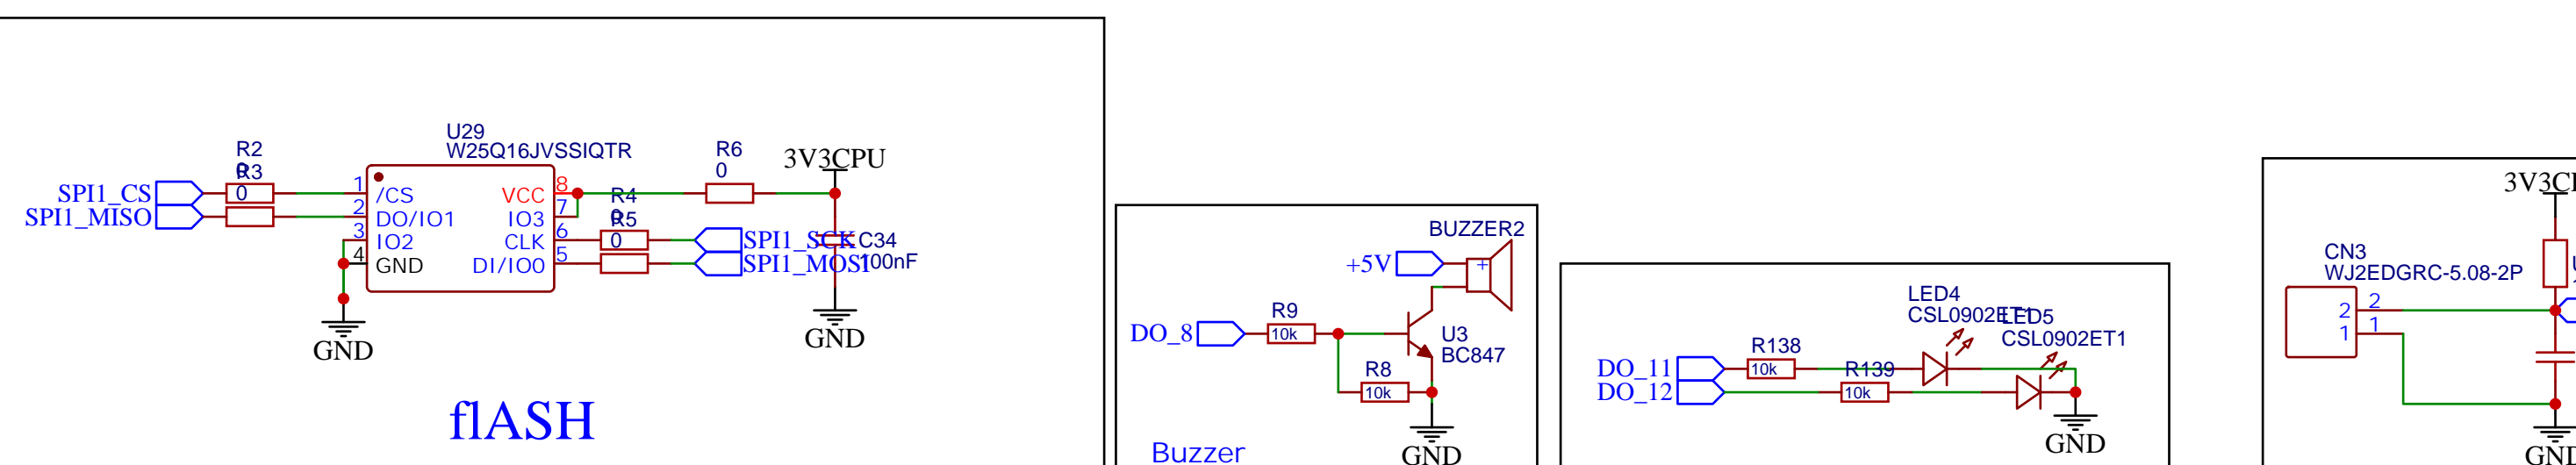 U29
W25Q16JVSSIQTR
R2
0
R3
0
R6
0
3V3CPU
SPI1_CS
SPI1_MISO
1
2
3
4
/CS
DO/IO1
IO2
GND
VCC
IO3
CLK
DI/IO0
8
7
6
5
R4
0
R5
0
SPI1_SCK
SPI1_MOSI
C34
100nF
GND
GND
flASH
BUZZER2
+5V
+
DO_8
R9
10k
U3
BC847
R8
10k
GND
Buzzer
LED4
CSL0902ET1
LED5
CSL0902ET1
DO_11
DO_12
R138
10k
R139
10k
GND
CN3
WJ2EDGRC-5.08-2P
2
1
2
1